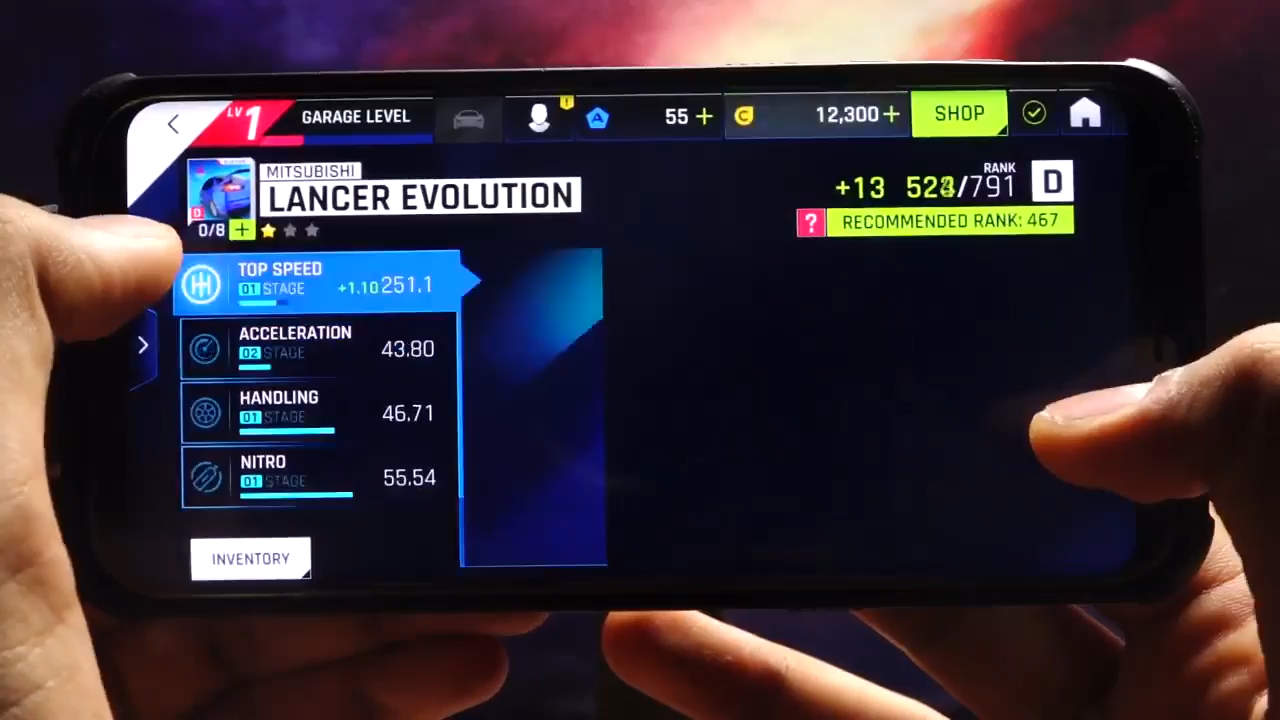 LV 1 GARAGE LEVEL 55 + 12,300 + SHOP
MITSUBISHI
LANCER EVOLUTION
0/8 +
D
+13 /791
RANK
D
? RECOMMENDED RANK: 467
TOP SPEED
01 STAGE +1.10 251.1
ACCELERATION
02 STAGE 43.80
HANDLING
01 STAGE 46.71
NITRO
01 STAGE 55.54
INVENTORY